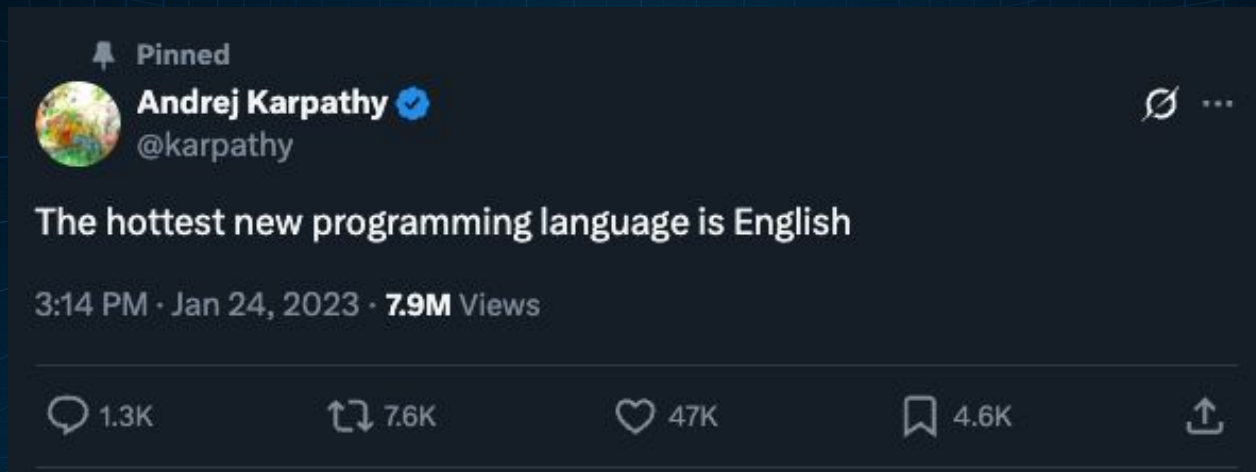 Pinned
Andrej Karpathy
@karpathy
The hottest new programming language is English
3:14 PM · Jan 24, 2023 · 7.9M Views
1.3K 7.6K 47K 4.6K